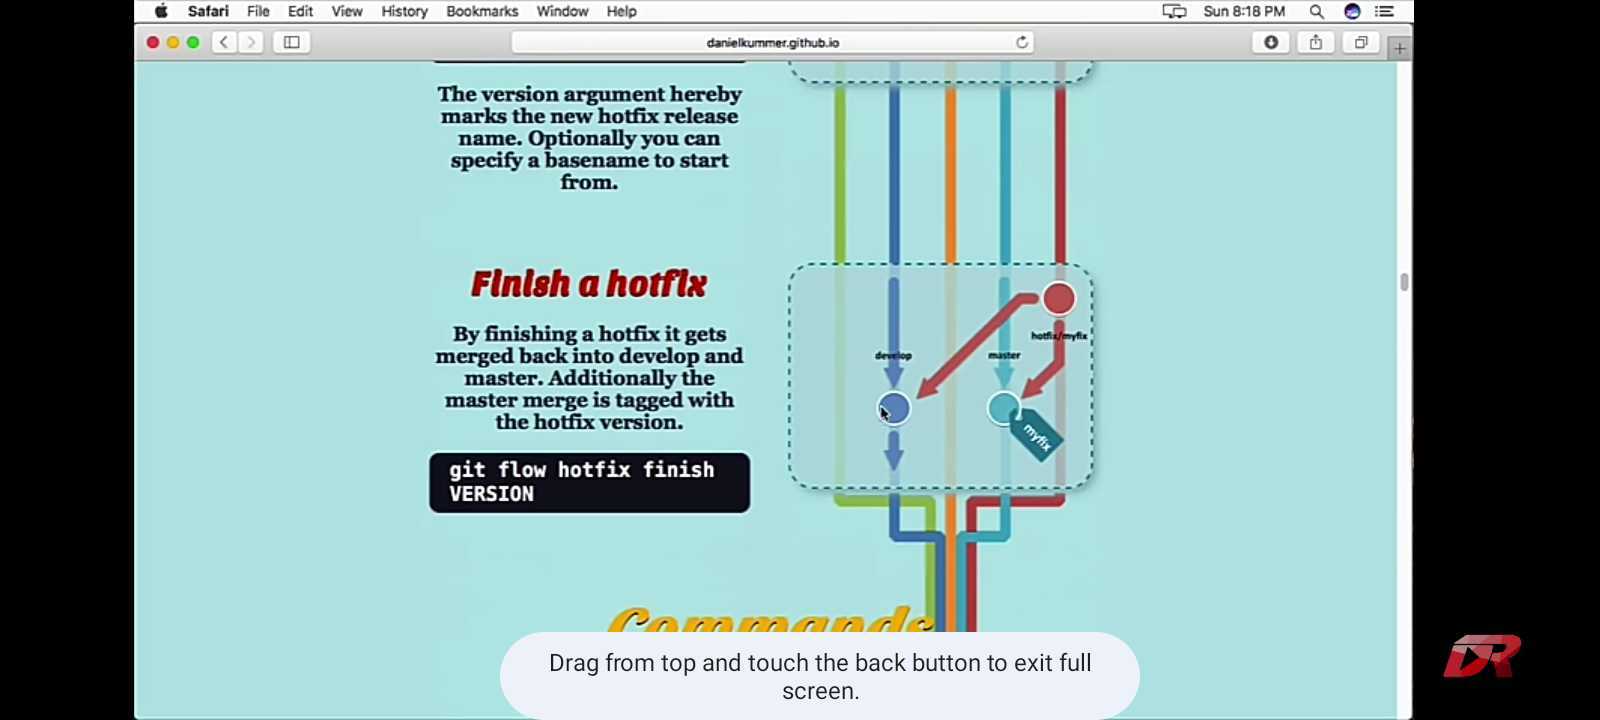 Safari File Edit View History Bookmarks Window Help Sun 8:18 PM
danielkummer.github.io
The version argument hereby
marks the new hotfix release
name. Optionally you can
specify a basename to start
from.
Finish a hotfix
By finishing a hotfix it gets
merged back into develop and
master. Additionally the
master merge is tagged with
the hotfix version.
git flow hotfix finish
VERSION
hotfix/myfix
develop
master
myfix
Commands
Drag from top and touch the back button to exit full
screen.
DR